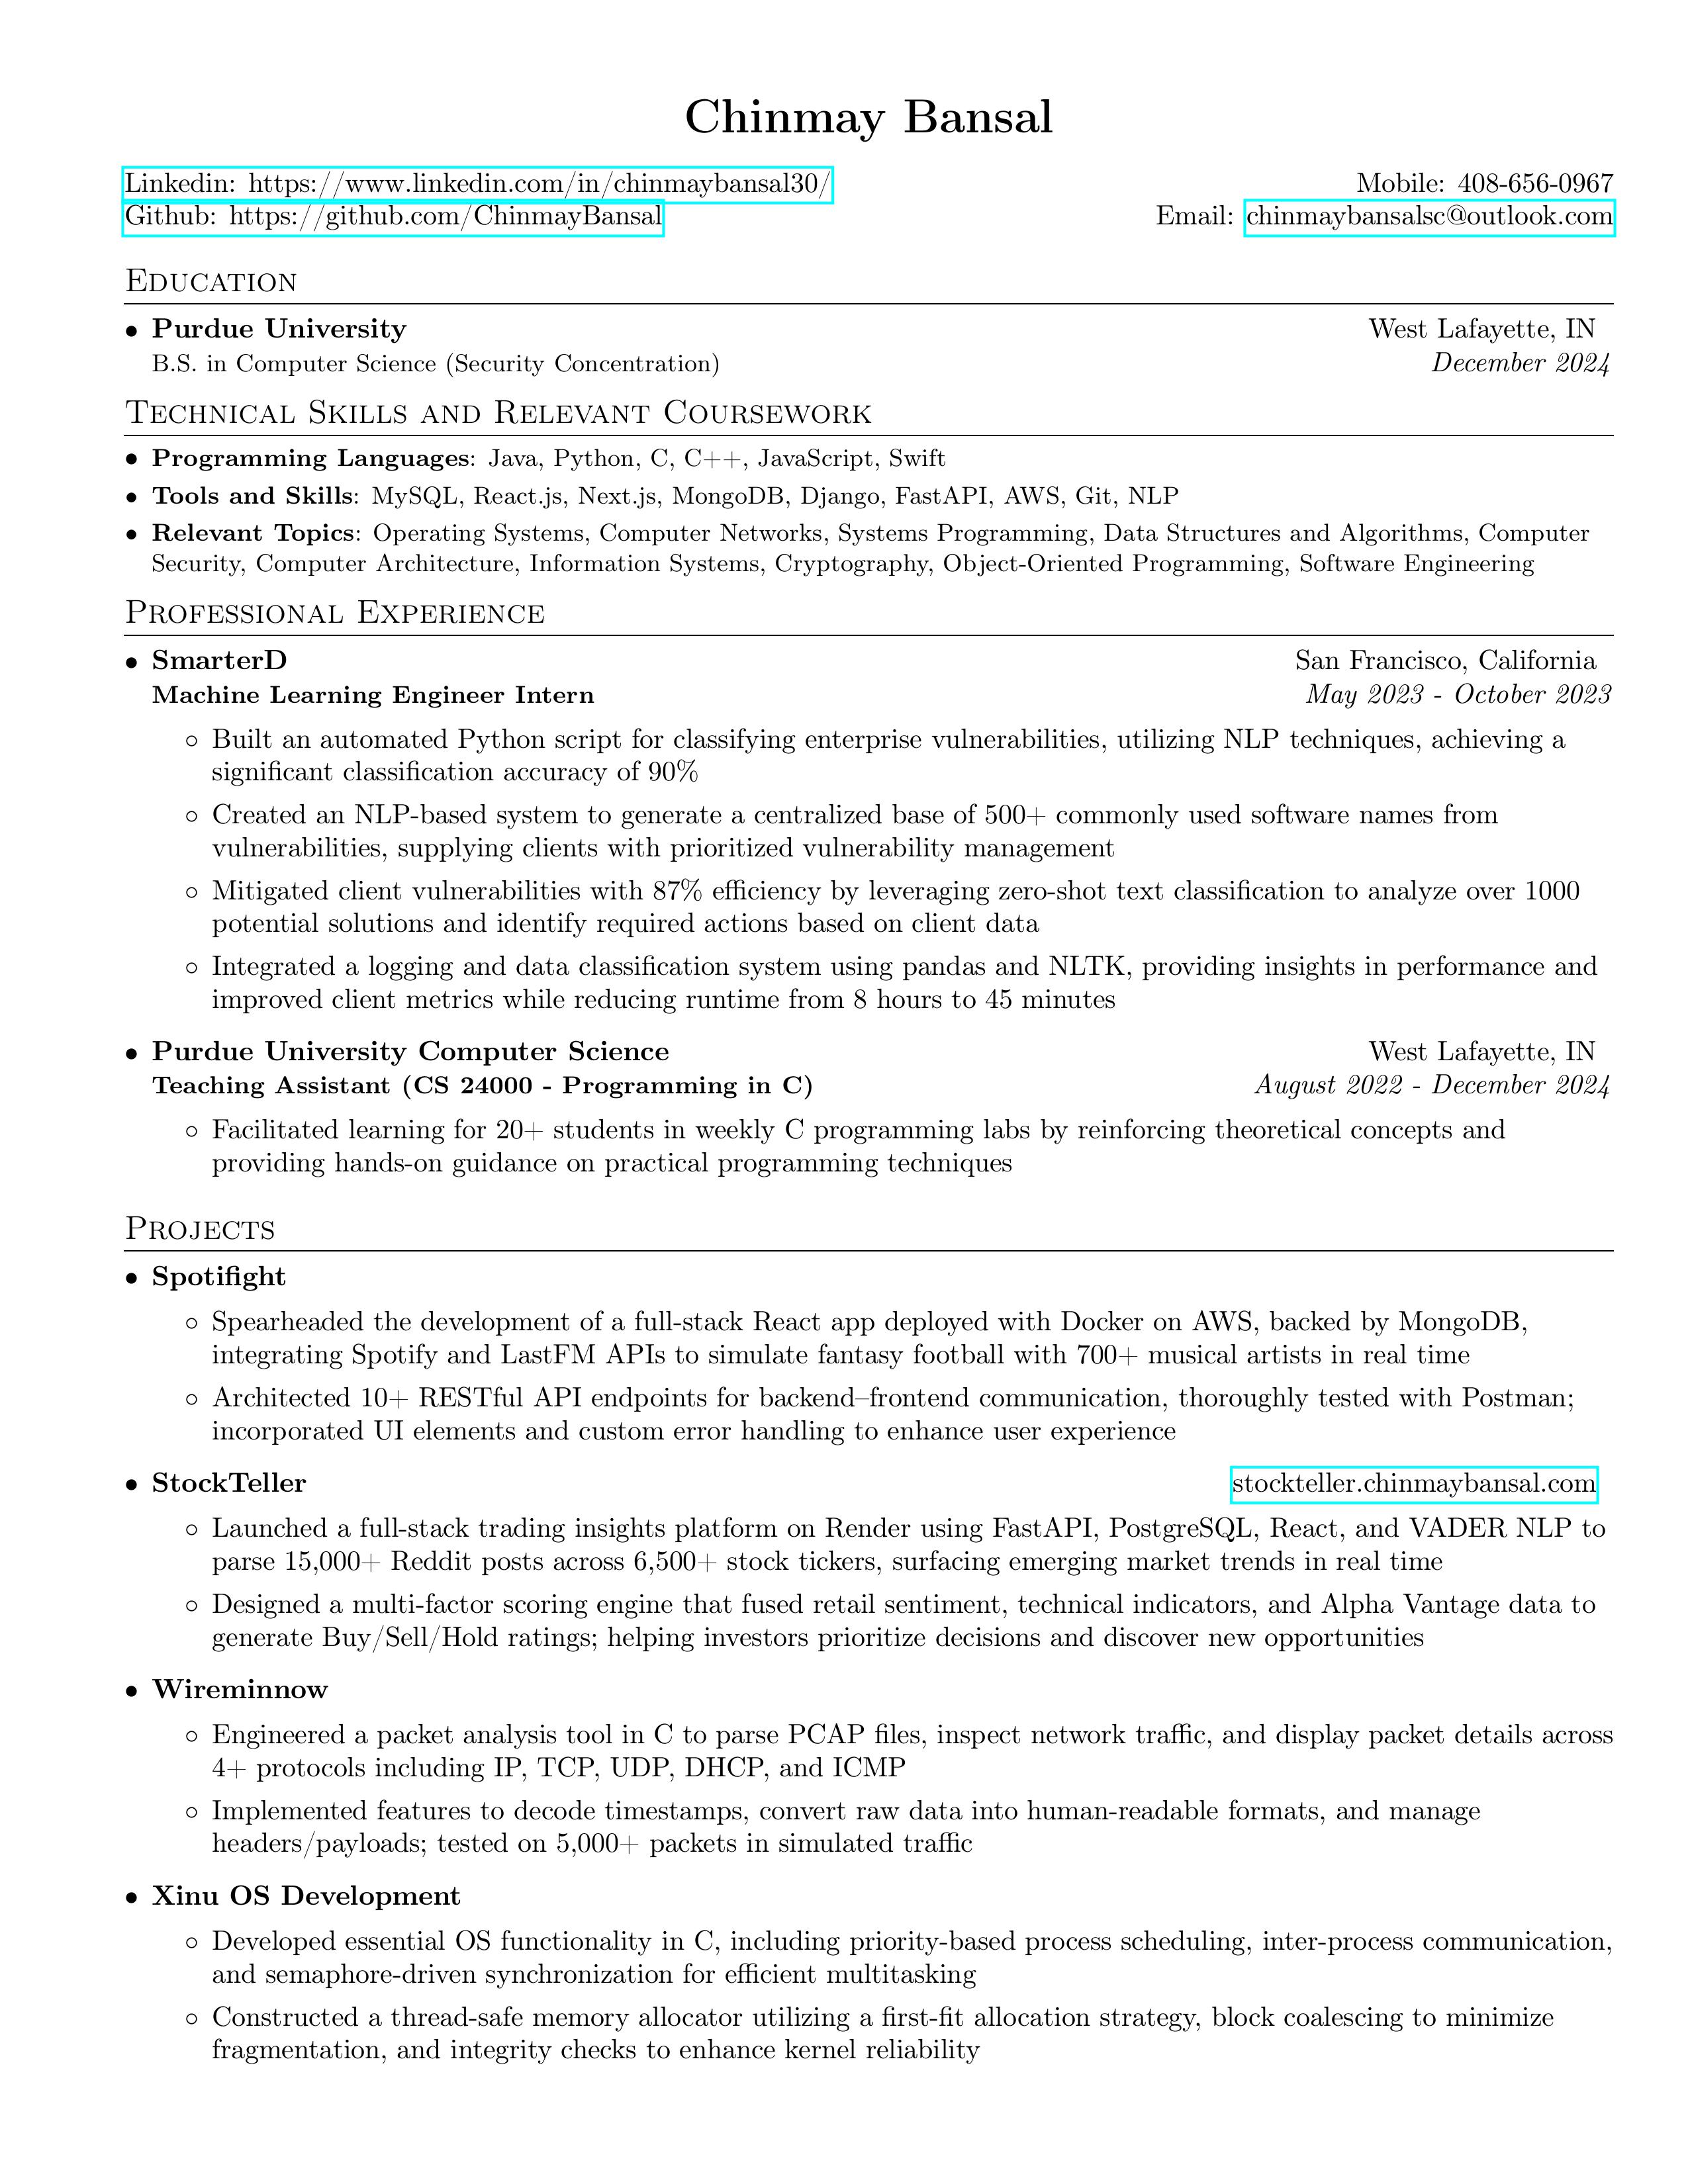 Chinmay Bansal
Linkedin: https://www.linkedin.com/in/chinmaybansal30/ Mobile: 408-656-0967
Github: https://github.com/ChinmayBansal Email: chinmaybansalsc@outlook.com
Education
• Purdue University West Lafayette, IN
B.S. in Computer Science (Security Concentration) December 2024
Technical Skills and Relevant Coursework
• Programming Languages: Java, Python, C, C++, JavaScript, Swift
• Tools and Skills: MySQL, React.js, Next.js, MongoDB, Django, FastAPI, AWS, Git, NLP
• Relevant Topics: Operating Systems, Computer Networks, Systems Programming, Data Structures and Algorithms, Computer
Security, Computer Architecture, Information Systems, Cryptography, Object-Oriented Programming, Software Engineering
Professional Experience
• SmarterD San Francisco, California
Machine Learning Engineer Intern May 2023 - October 2023
◦ Built an automated Python script for classifying enterprise vulnerabilities, utilizing NLP techniques, achieving a
significant classification accuracy of 90%
◦ Created an NLP-based system to generate a centralized base of 500+ commonly used software names from
vulnerabilities, supplying clients with prioritized vulnerability management
◦ Mitigated client vulnerabilities with 87% efficiency by leveraging zero-shot text classification to analyze over 1000
potential solutions and identify required actions based on client data
◦ Integrated a logging and data classification system using pandas and NLTK, providing insights in performance and
improved client metrics while reducing runtime from 8 hours to 45 minutes
• Purdue University Computer Science West Lafayette, IN
Teaching Assistant (CS 24000 - Programming in C) August 2022 - December 2024
◦ Facilitated learning for 20+ students in weekly C programming labs by reinforcing theoretical concepts and
providing hands-on guidance on practical programming techniques
Projects
• Spotifight
◦ Spearheaded the development of a full-stack React app deployed with Docker on AWS, backed by MongoDB,
integrating Spotify and LastFM APIs to simulate fantasy football with 700+ musical artists in real time
◦ Architected 10+ RESTful API endpoints for backend–frontend communication, thoroughly tested with Postman;
incorporated UI elements and custom error handling to enhance user experience
• StockTeller stockteller.chinmaybansal.com
◦ Launched a full-stack trading insights platform on Render using FastAPI, PostgreSQL, React, and VADER NLP to
parse 15,000+ Reddit posts across 6,500+ stock tickers, surfacing emerging market trends in real time
◦ Designed a multi-factor scoring engine that fused retail sentiment, technical indicators, and Alpha Vantage data to
generate Buy/Sell/Hold ratings; helping investors prioritize decisions and discover new opportunities
• Wireminnow
◦ Engineered a packet analysis tool in C to parse PCAP files, inspect network traffic, and display packet details across
4+ protocols including IP, TCP, UDP, DHCP, and ICMP
◦ Implemented features to decode timestamps, convert raw data into human-readable formats, and manage
headers/payloads; tested on 5,000+ packets in simulated traffic
• Xinu OS Development
◦ Developed essential OS functionality in C, including priority-based process scheduling, inter-process communication,
and semaphore-driven synchronization for efficient multitasking
◦ Constructed a thread-safe memory allocator utilizing a first-fit allocation strategy, block coalescing to minimize
fragmentation, and integrity checks to enhance kernel reliability